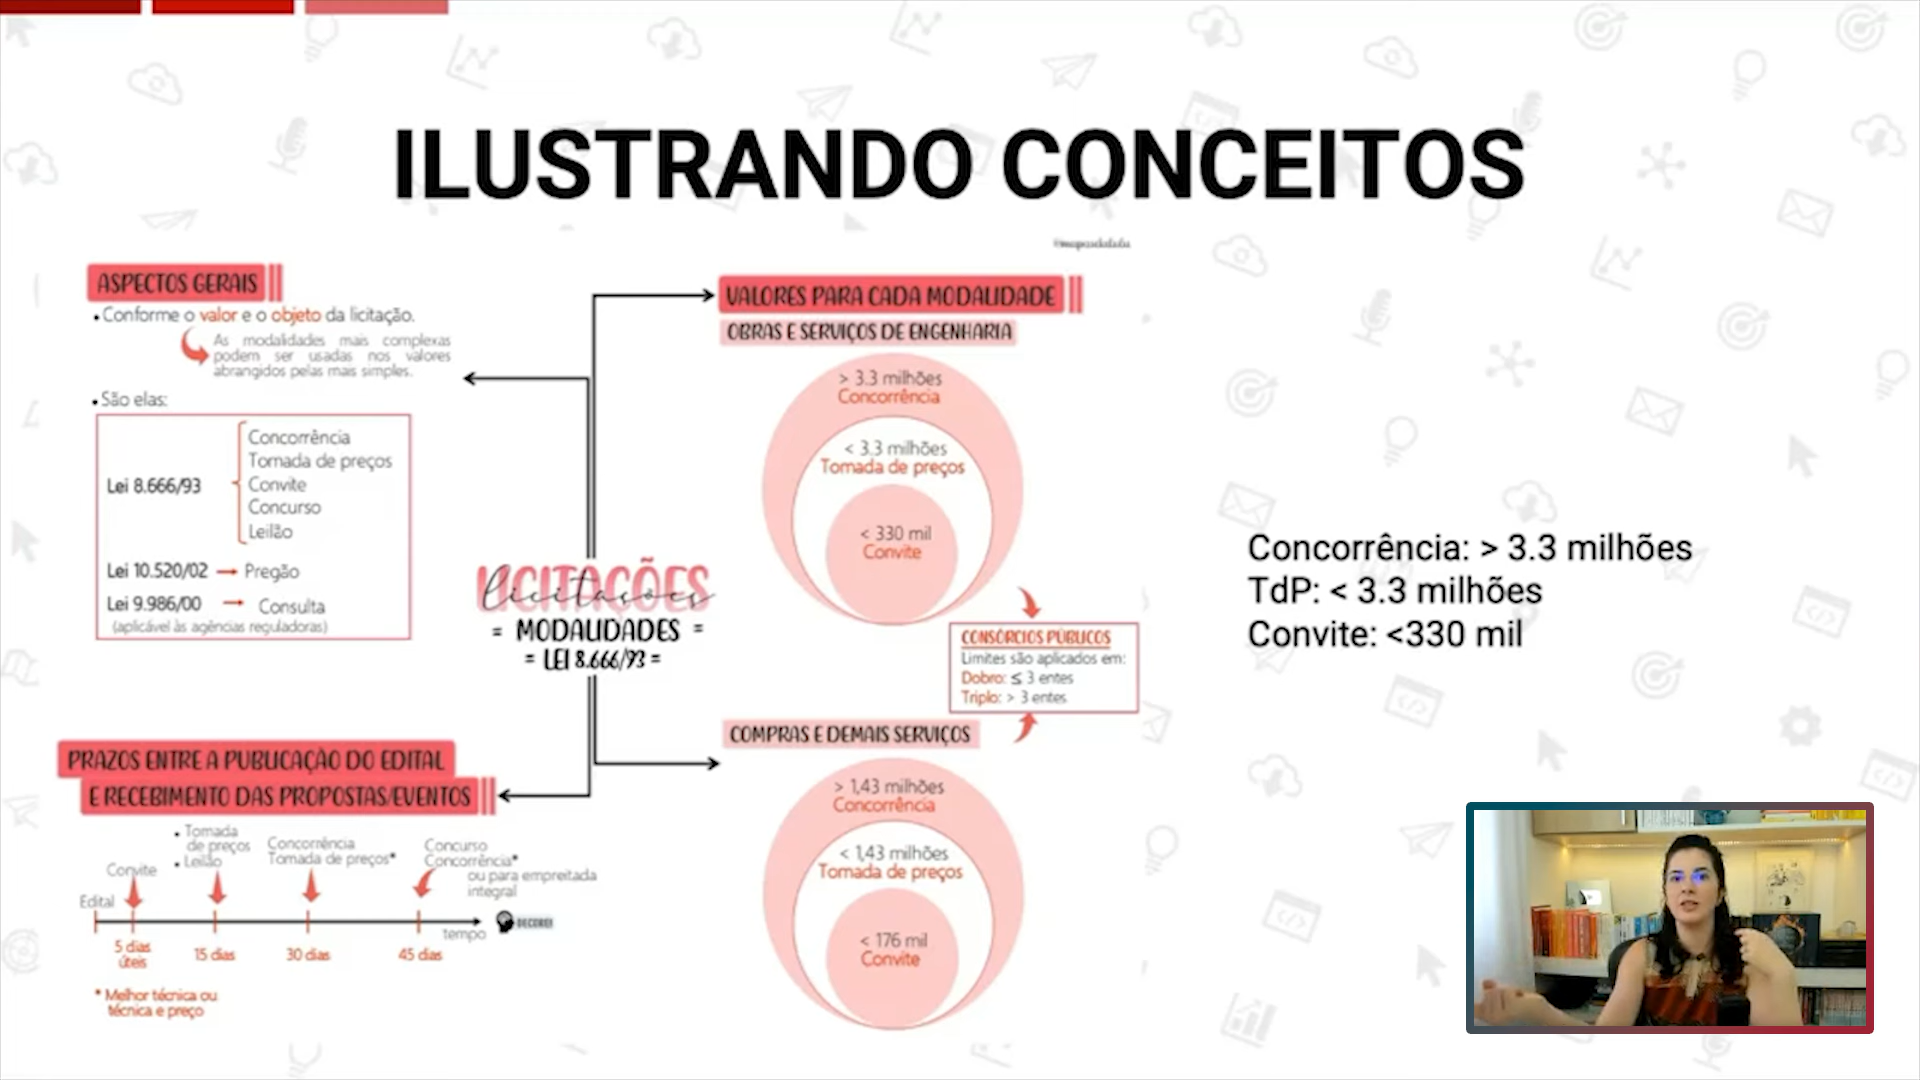 ILUSTRANDO CONCEITOS
@mapasdalulu
ASPECTOS GERAIS
• Conforme o valor e o objeto da licitação.
As modalidades mais complexas
podem ser usadas nos valores
abrangidos pelas mais simples.
• São elas:
Lei 8.666/93
Concorrência
Tomada de preços
Convite
Concurso
Leilão
Lei 10.520/02 → Pregão
Lei 9.986/00 → Consulta
(aplicável às agências reguladoras)
LICITAÇÕES
licitações
= MODALIDADES =
= LEI 8.666/93 =
PRAZOS ENTRE A PUBLICAÇÃO DO EDITAL
E RECEBIMENTO DAS PROPOSTAS/EVENTOS
Edital
Convite
• Tomada
de preços
• Leilão
Concorrência
Tomada de preços*
Concurso
Concorrência*
ou para empreitada
integral
tempo
DECOREI
5 dias
úteis
15 dias
30 dias
45 dias
* Melhor técnica ou
técnica e preço
VALORES PARA CADA MODALIDADE
OBRAS E SERVIÇOS DE ENGENHARIA
> 3.3 milhões
Concorrência
< 3.3 milhões
Tomada de preços
< 330 mil
Convite
CONSÓRCIOS PÚBLICOS
Limites são aplicados em:
Dobro: ≤ 3 entes
Triplo: > 3 entes
COMPRAS E DEMAIS SERVIÇOS
> 1,43 milhões
Concorrência
< 1,43 milhões
Tomada de preços
< 176 mil
Convite
Concorrência: > 3.3 milhões
TdP: < 3.3 milhões
Convite: <330 mil